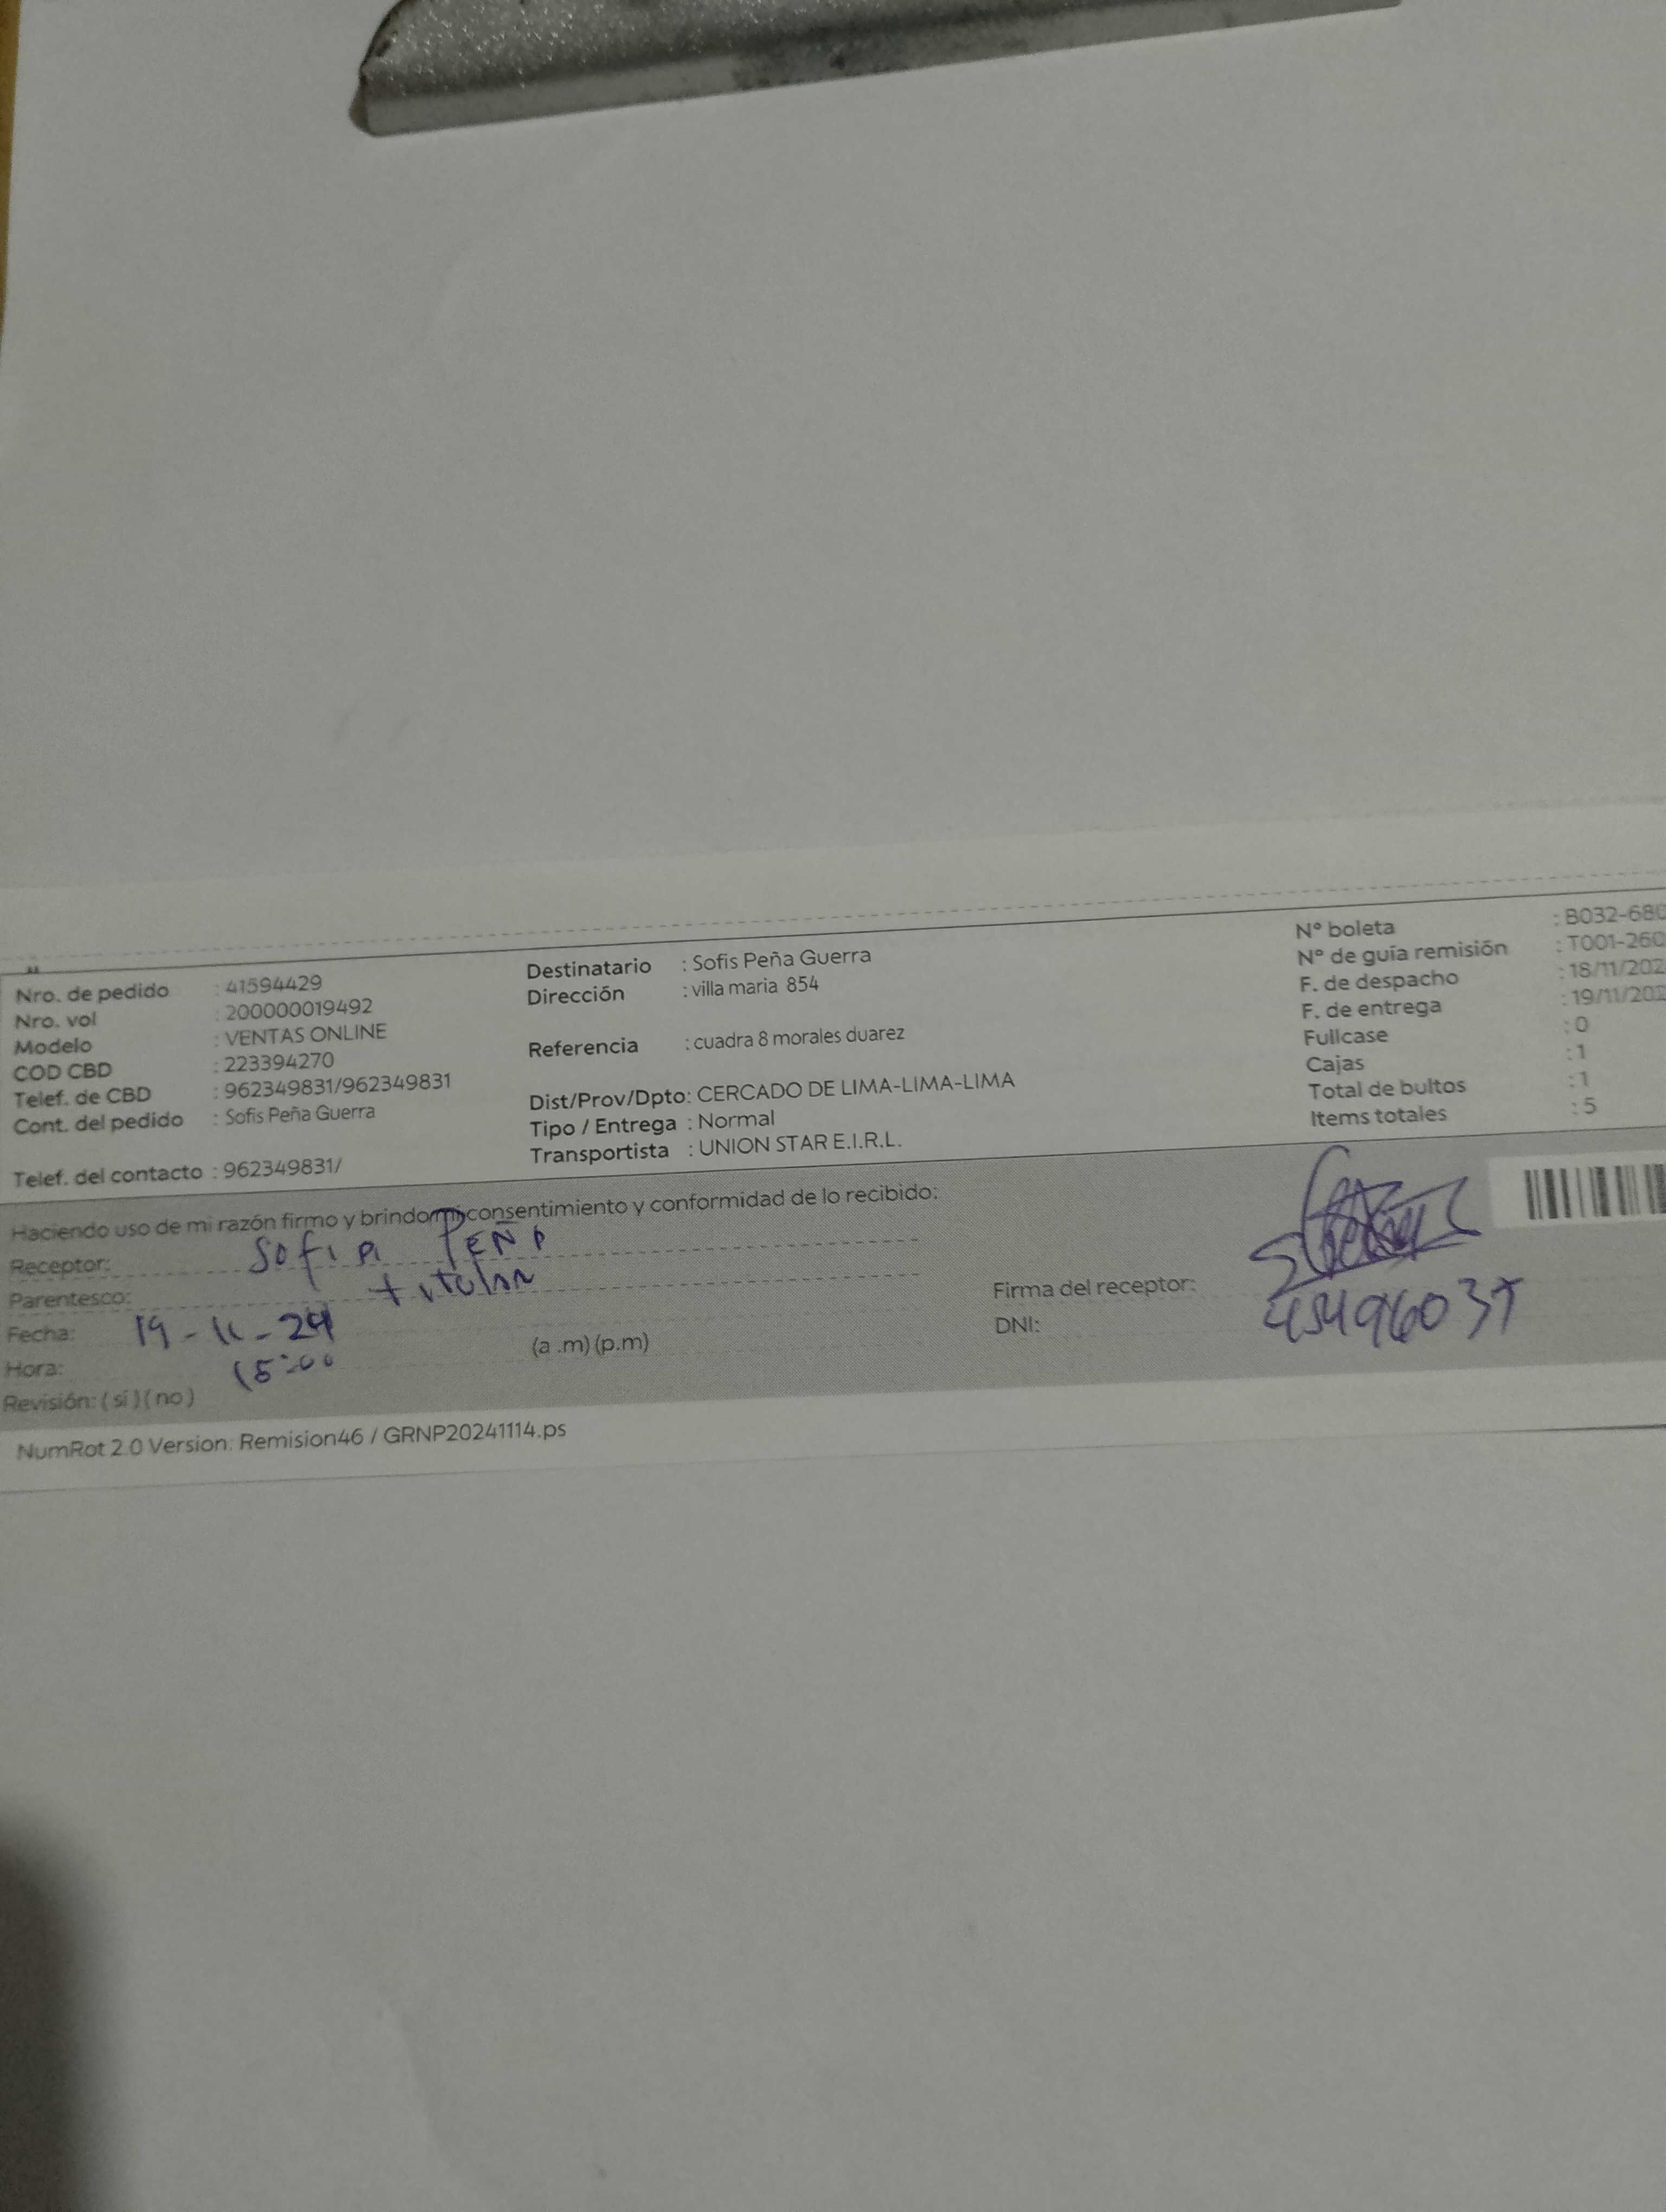 Nro. de pedido : 41594429
Nro. vol : 200000019492
Modelo : VENTAS ONLINE
COD CBD : 223394270
Telef. de CBD : 962349831/962349831
Cont. del pedido : Sofis Peña Guerra
Telef. del contacto : 962349831/
Destinatario : Sofis Peña Guerra
Dirección : villa maria 854
Referencia : cuadra 8 morales duarez
Dist/Prov/Dpto: CERCADO DE LIMA-LIMA-LIMA
Tipo / Entrega : Normal
Transportista : UNION STAR E.I.R.L.
N° boleta : B032-680
N° de guía remisión : T001-260
F. de despacho : 18/11/202
F. de entrega : 19/11/202
Fullcase : 0
Cajas : 1
Total de bultos : 1
Items totales : 5
Haciendo uso de mi razón firmo y brindo mi consentimiento y conformidad de lo recibido:
Receptor: Sofia PEÑA
Parentesco: titular
Fecha: 19-11-24
Hora: 15:00 (a .m) (p.m)
Revisión: ( si ) ( no )
Firma del receptor:
DNI:
NumRot 2.0 Version: Remision46 / GRNP20241114.ps